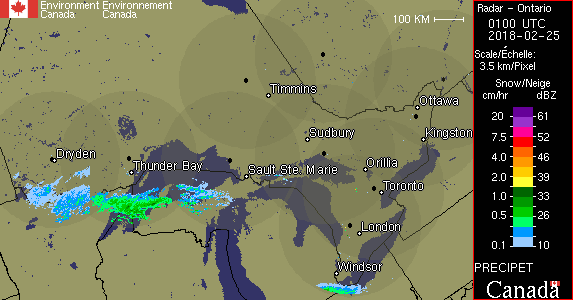 Environment Environnement
Canada Canada
100 KM
Timmins
Ottawa
Sudbury
Kingston
Dryden
Thunder Bay
Sault Ste. Marie
Orillia
Toronto
London
Windsor
Radar - Ontario
0100 UTC
2018-02-25
Scale/Échelle:
3.5 km/Pixel
Snow/Neige
cm/hr dBZ
20 61
7.5 52
4.0 46
2.0 39
1.0 33
0.5 26
0.1 10
PRECIPET
Canada